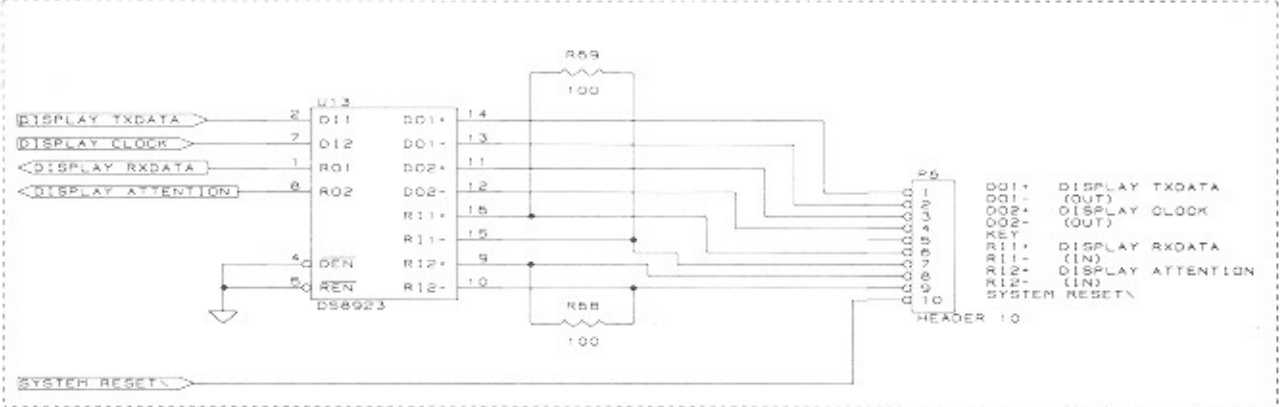 R59
100
U13
DISPLAY TXDATA 2 DI1 DO1+ 14
DISPLAY CLOCK 7 DI2 DO1- 13
DISPLAY RXDATA 1 RO1 DO2+ 11
DISPLAY ATTENTION 8 RO2 DO2- 12
RI1+ 16
RI1- 15
4 DEN RI2+ 9
5 REN RI2- 10
DS8923
R58
100
SYSTEM RESET\
P5
1 DO1+ DISPLAY TXDATA
2 DO1- (OUT)
3 DO2+ DISPLAY CLOCK
4 DO2- (OUT)
5 KEY
6 RI1+ DISPLAY RXDATA
7 RI1- (IN)
8 RI2+ DISPLAY ATTENTION
9 RI2- (IN)
10 SYSTEM RESET\
HEADER 10